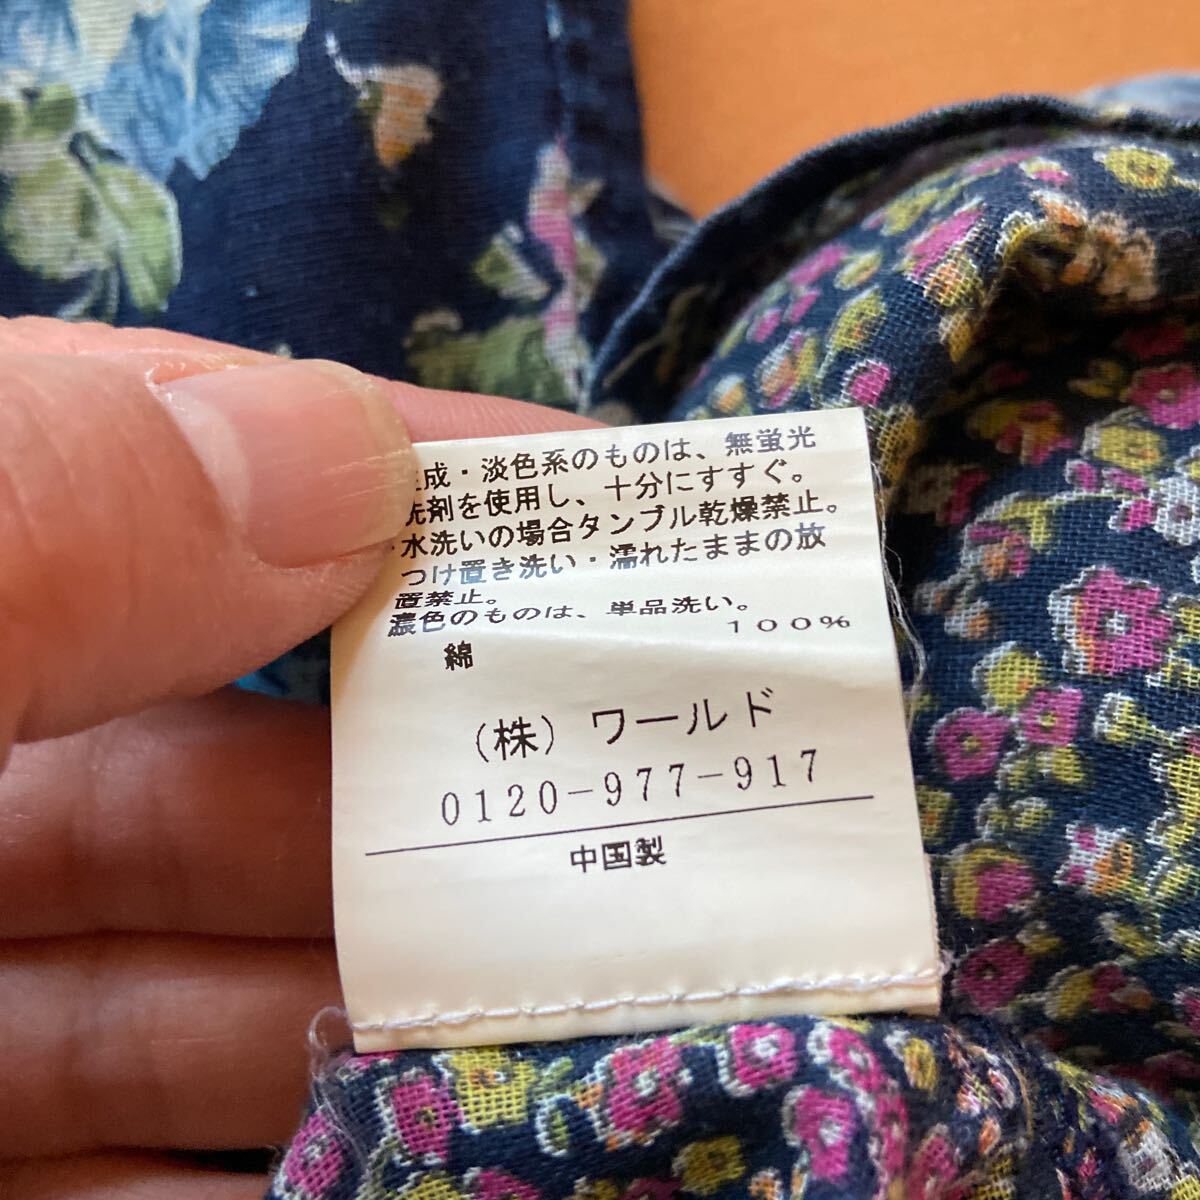 成・淡色系のものは、無蛍光
洗剤を使用し、十分にすすぐ。
水洗いの場合タンブル乾燥禁止。
つけ置き洗い・濡れたままの放
置禁止。
濃色のものは、単品洗い。
綿 100%
(株) ワールド
0120-977-917
中国製